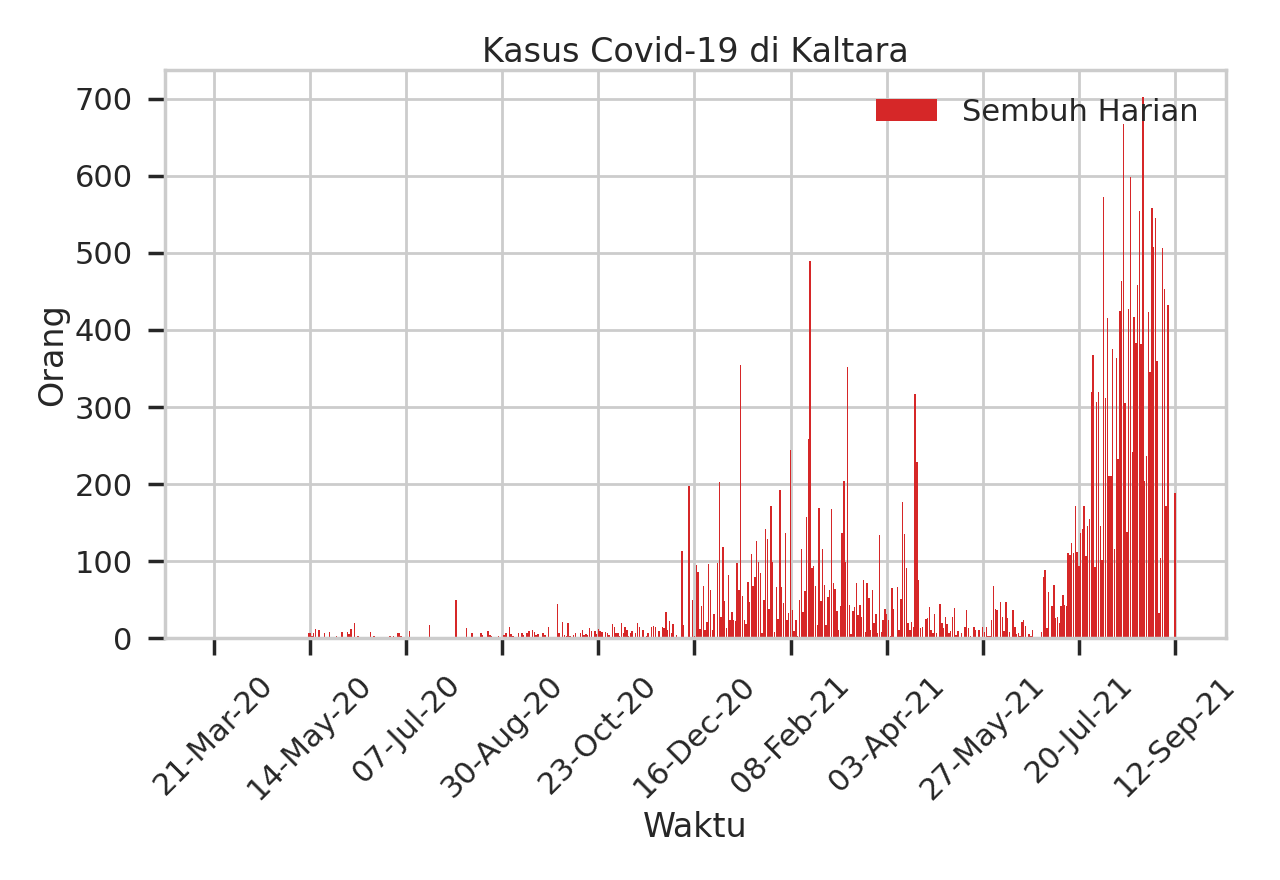 Kasus Covid-19 di Kaltara
Sembuh Harian
Orang
700
600
500
400
300
200
100
0
21-Mar-20
14-May-20
07-Jul-20
30-Aug-20
23-Oct-20
16-Dec-20
08-Feb-21
03-Apr-21
27-May-21
20-Jul-21
12-Sep-21
Waktu